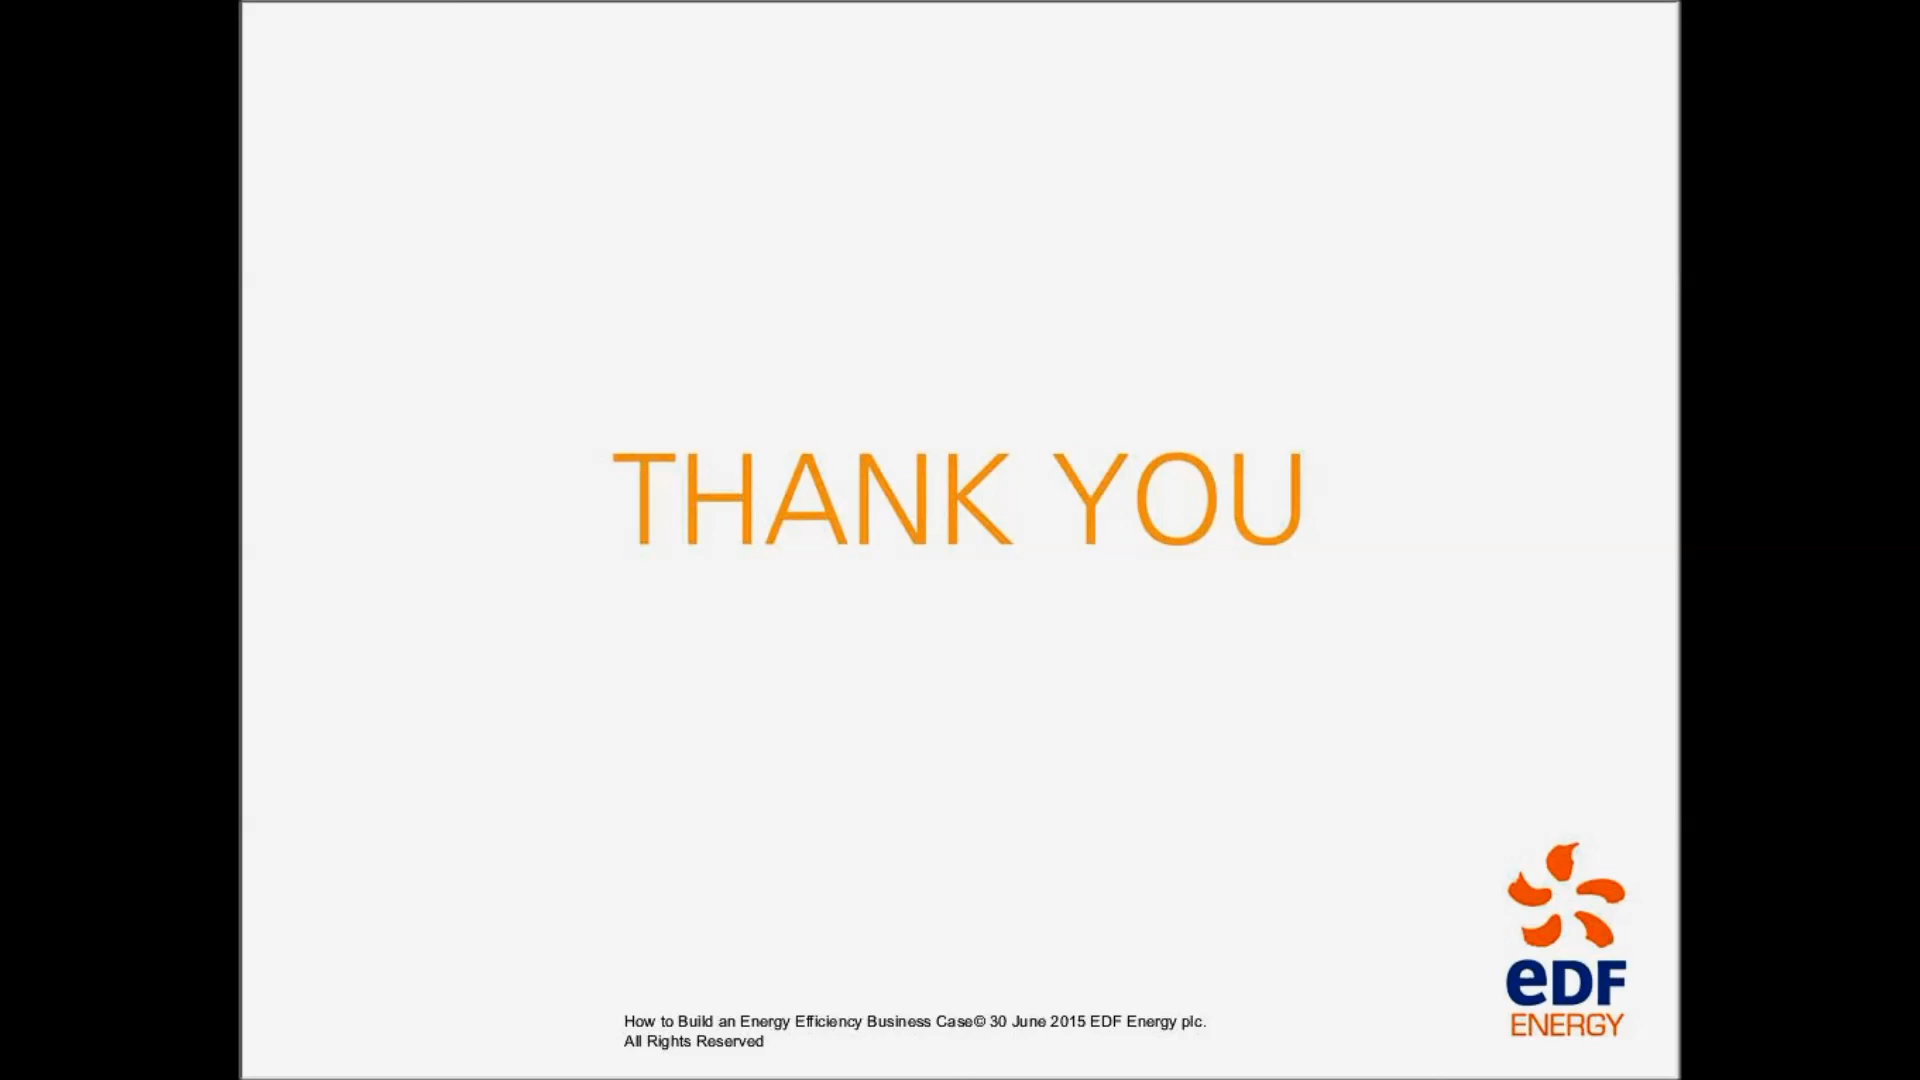 THANK YOU
eDF
ENERGY
How to Build an Energy Efficiency Business Case© 30 June 2015 EDF Energy plc.
All Rights Reserved